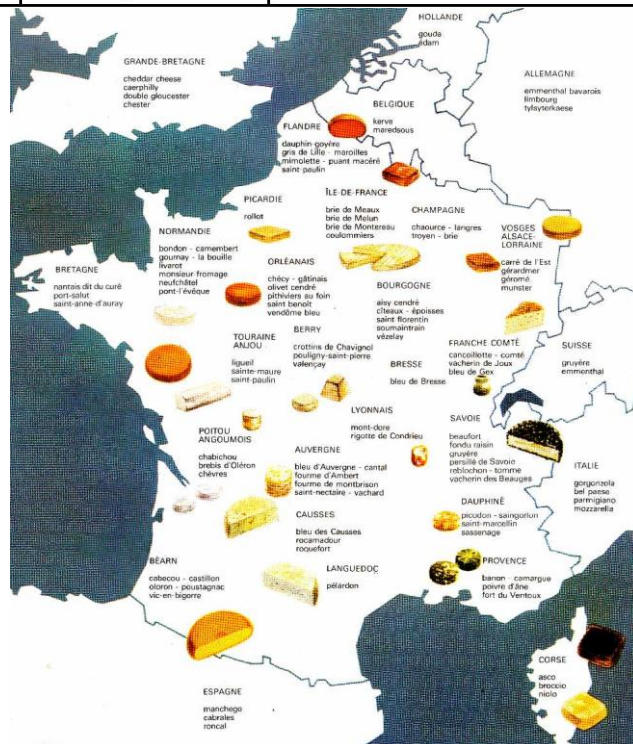 HOLLANDE
gouda
édam
GRANDE-BRETAGNE
cheddar cheese
caerphilly
double gloucester
chester
ALLEMAGNE
emmenthal bavarois
limbourg
tylsyterkaese
BELGIQUE
kerve
maredsous
FLANDRE
dauphin goyère
gris de Lille - maroilles
mimolette - puant macéré
saint-paulin
PICARDIE
rollot
ÎLE-DE-FRANCE
brie de Meaux
brie de Melun
brie de Montereau
coulommiers
CHAMPAGNE
chaource - langres
troyen - brie
VOSGES
ALSACE-
LORRAINE
carré de l'Est
gérardmer
géromé
munster
NORMANDIE
bondon - camembert
gournay - la bouille
livarot
monsieur-fromage
neufchâtel
pont-l'évêque
BRETAGNE
nantais dit du curé
port-salut
saint-anne-d'auray
ORLÉANAIS
chécy - gâtinais
olivet cendré
pithiviers au foin
saint benoît
vendôme bleu
BOURGOGNE
aisy cendré
cîteaux - époisses
saint florentin
soumaintrain
vézelay
TOURAINE
ANJOU
ligueil
sainte-maure
saint-paulin
BERRY
crottins de Chavignol
pouligny-saint-pierre
valençay
BRESSE
bleu de Bresse
FRANCHE COMTÉ
cancoillotte - comté
vacherin de Joux
bleu de Gex
SUISSE
gruyère
emmenthal
POITOU
ANGOUMOIS
chabichou
brebis d'Oléron
chèvres
LYONNAIS
mont-dore
rigotte de Condrieu
AUVERGNE
bleu d'Auvergne - cantal
fourme d'Ambert
fourme de montbrison
saint-nectaire - vachard
SAVOIE
beaufort
fondu raisin
gruyère
persillé de Savoie
reblochon - tomme
vacherin des Beauges
ITALIE
gorgonzola
bel paese
parmigiano
mozzarella
CAUSSES
bleu des Causses
rocamadour
roquefort
DAUPHINÉ
picodon - saingorlon
saint-marcellin
sassenage
BÉARN
cabecou - castillon
oloron - poustagnac
vic-en-bigorre
LANGUEDOC
pélardon
PROVENCE
banon - camargue
poivre d'âne
fort du Ventoux
CORSE
asco
broccio
niolo
ESPAGNE
manchego
cabrales
roncal